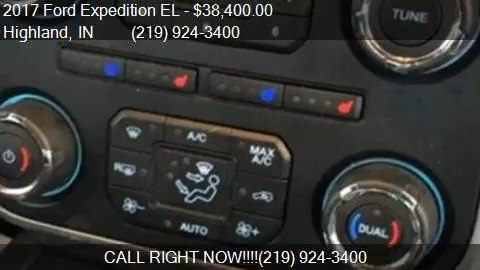 2017 Ford Expedition EL - $38,400.00
Highland, IN (219) 924-3400
TUNE
6
A/C
MAX A/C
R
AUTO
DUAL
CALL RIGHT NOW!!!!(219) 924-3400